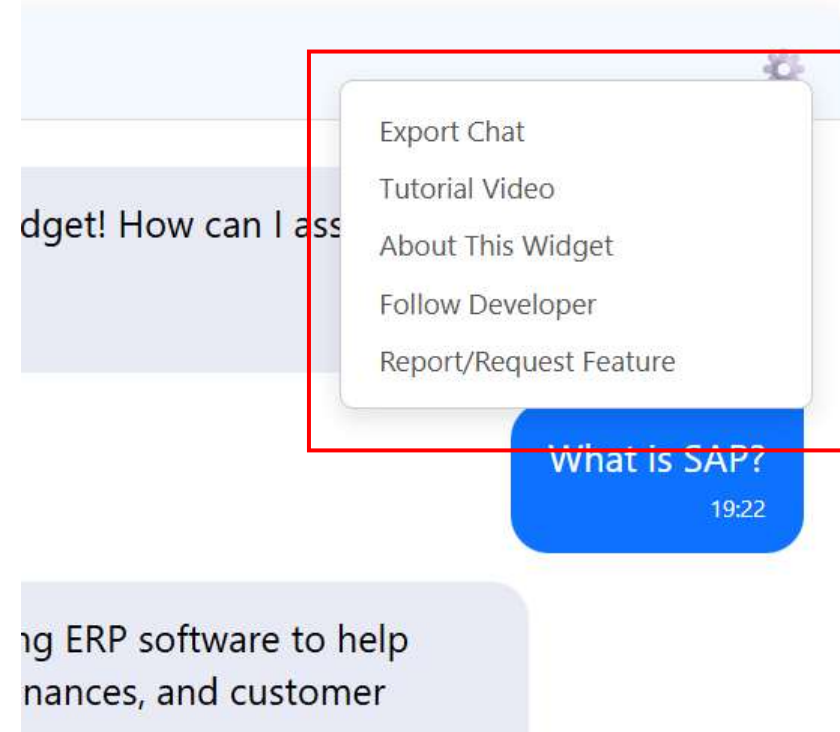 Export Chat
Tutorial Video
About This Widget
Follow Developer
Report/Request Feature
dget! How can I ass
What is SAP?
19:22
ng ERP software to help
nances, and customer